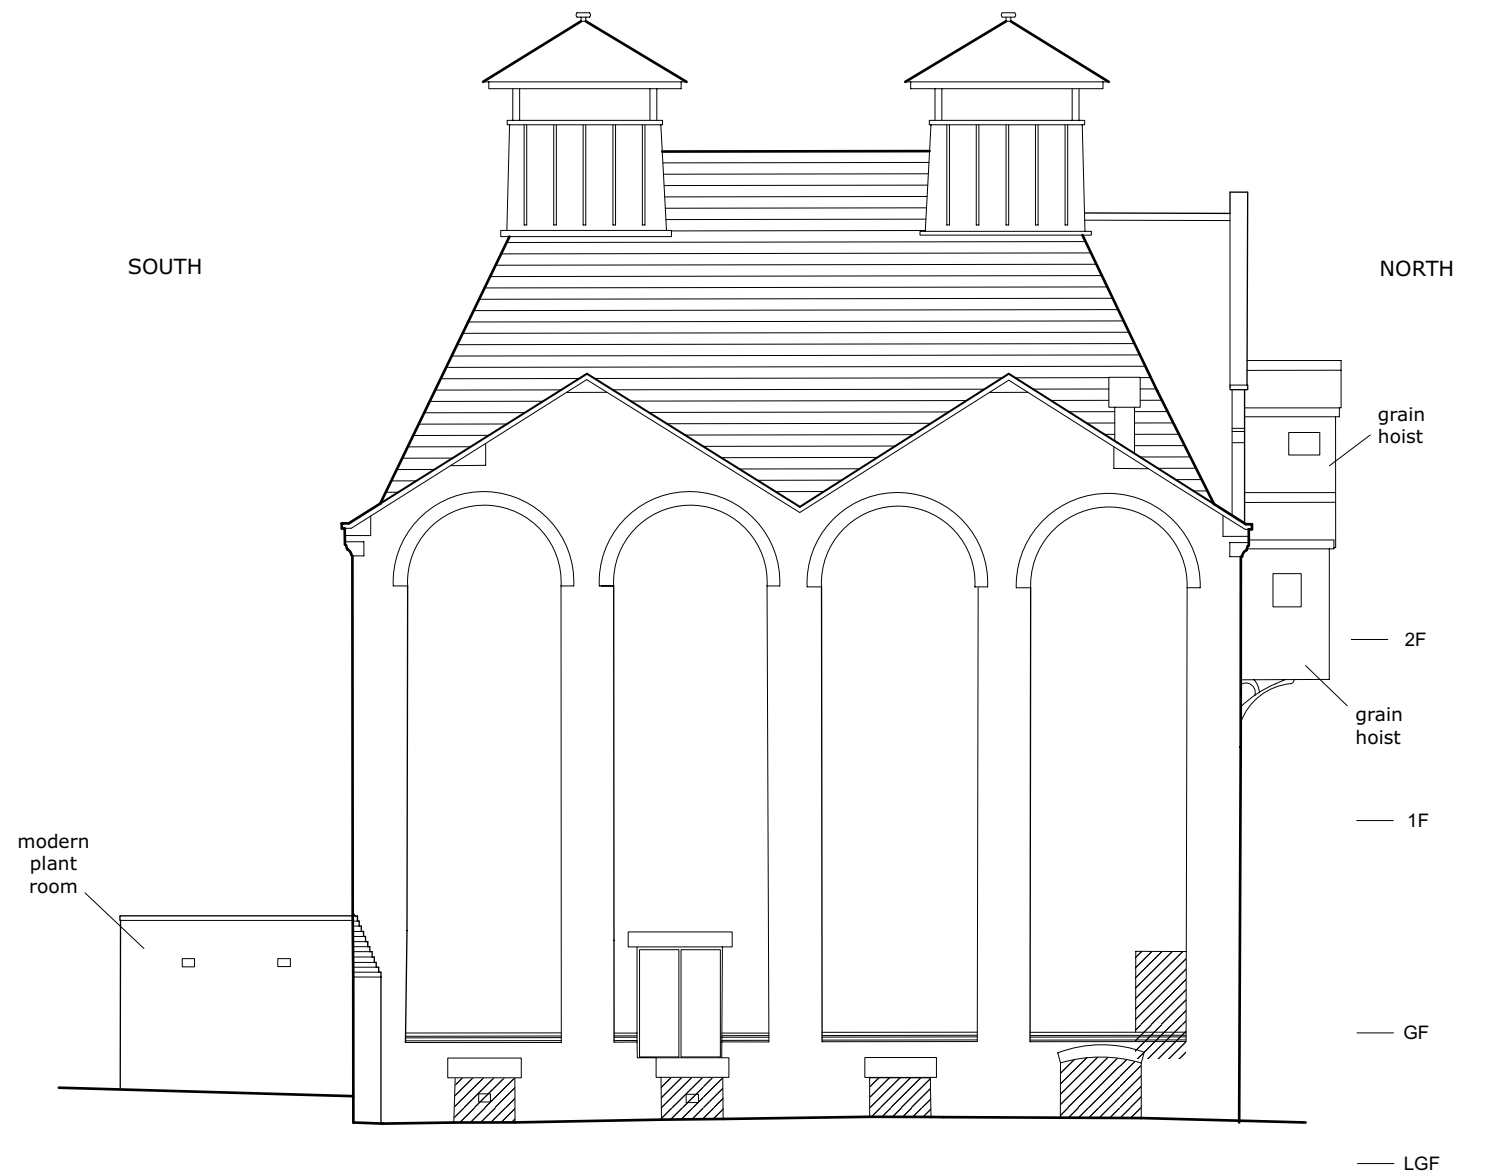 SOUTH
NORTH
grain
hoist
2F
grain
hoist
1F
modern
plant
room
GF
LGF